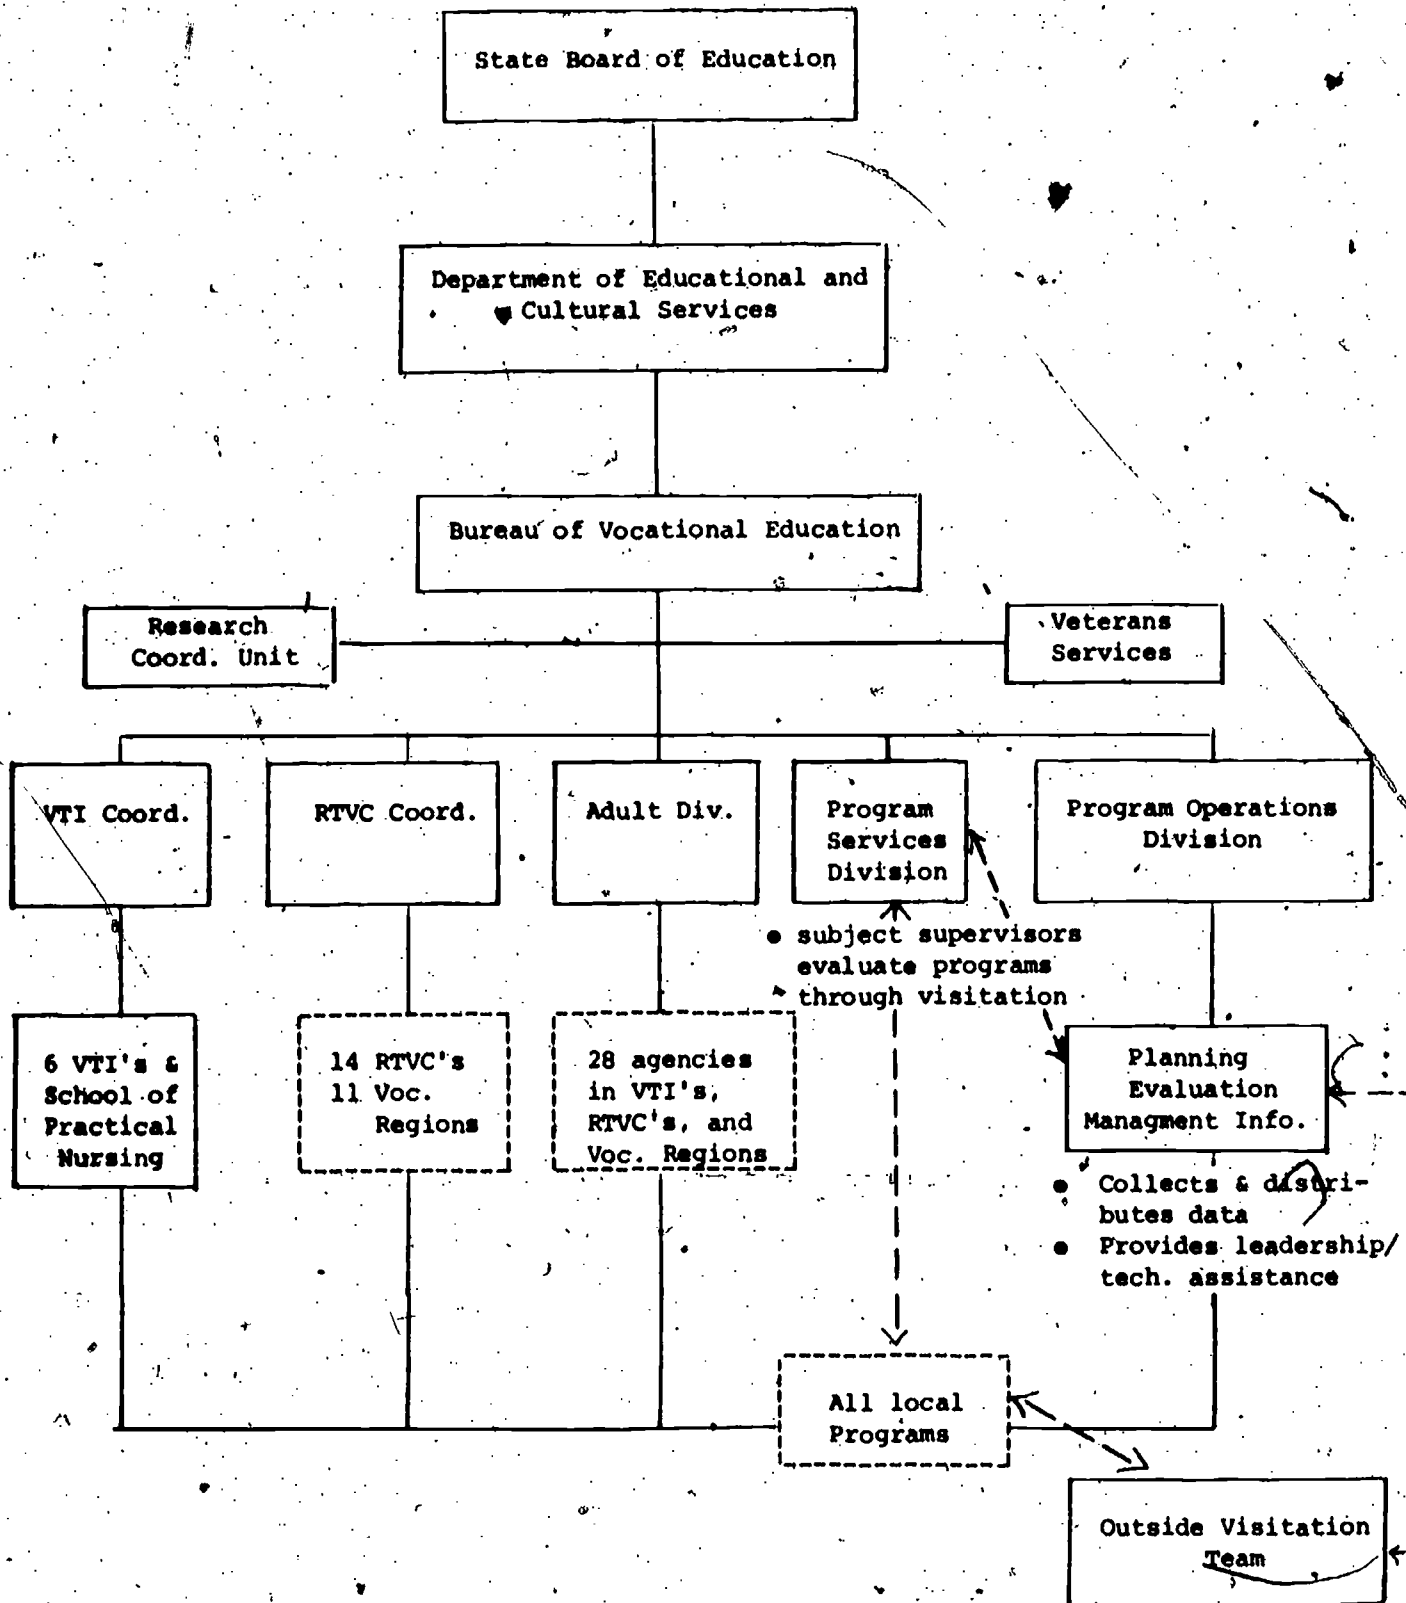 State Board of Education
Department of Educational and
Cultural Services
Bureau of Vocational Education
Research
Coord. Unit
Veterans
Services
VTI Coord.
RTVC Coord.
Adult Div.
Program
Services
Division
Program Operations
Division
● subject supervisors
evaluate programs
through visitation
6 VTI's &
School of
Practical
Nursing
14 RTVC's
11 Voc.
Regions
28 agencies
in VTI's,
RTVC's, and
Voc. Regions
Planning
Evaluation
Managment Info.
● Collects & distri-
butes data
● Provides leadership/
tech. assistance
All local
Programs
Outside Visitation
Team